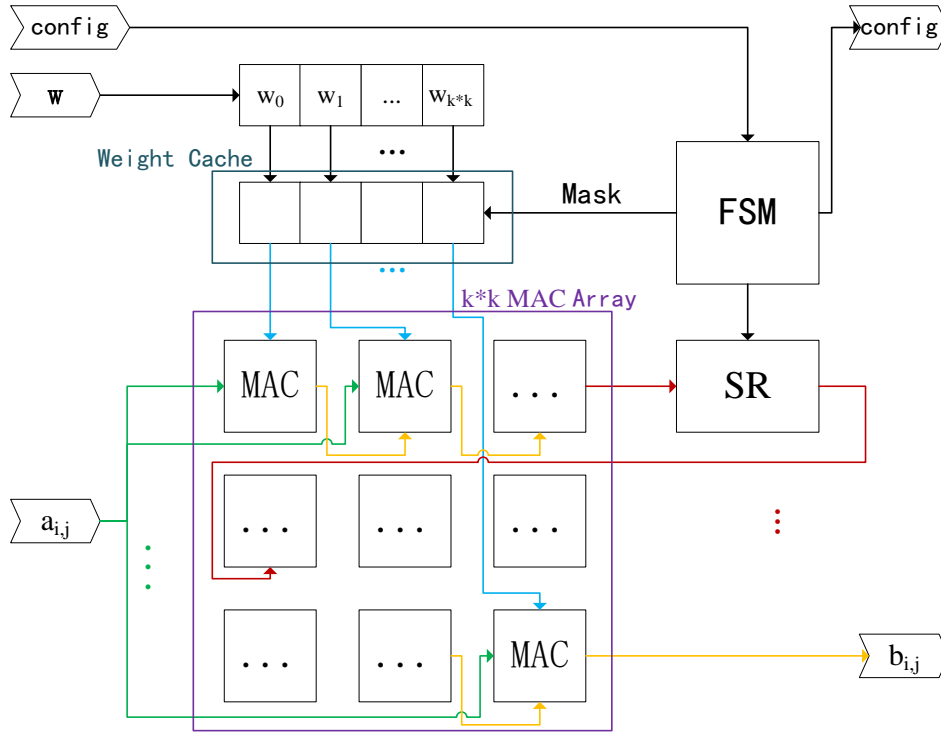 config
config
w
w0 w1 ... wk*k
...
Weight Cache
Mask
FSM
...
k*k MAC Array
MAC MAC ... SR
ai,j
... ... ...
... ... MAC
bi,j